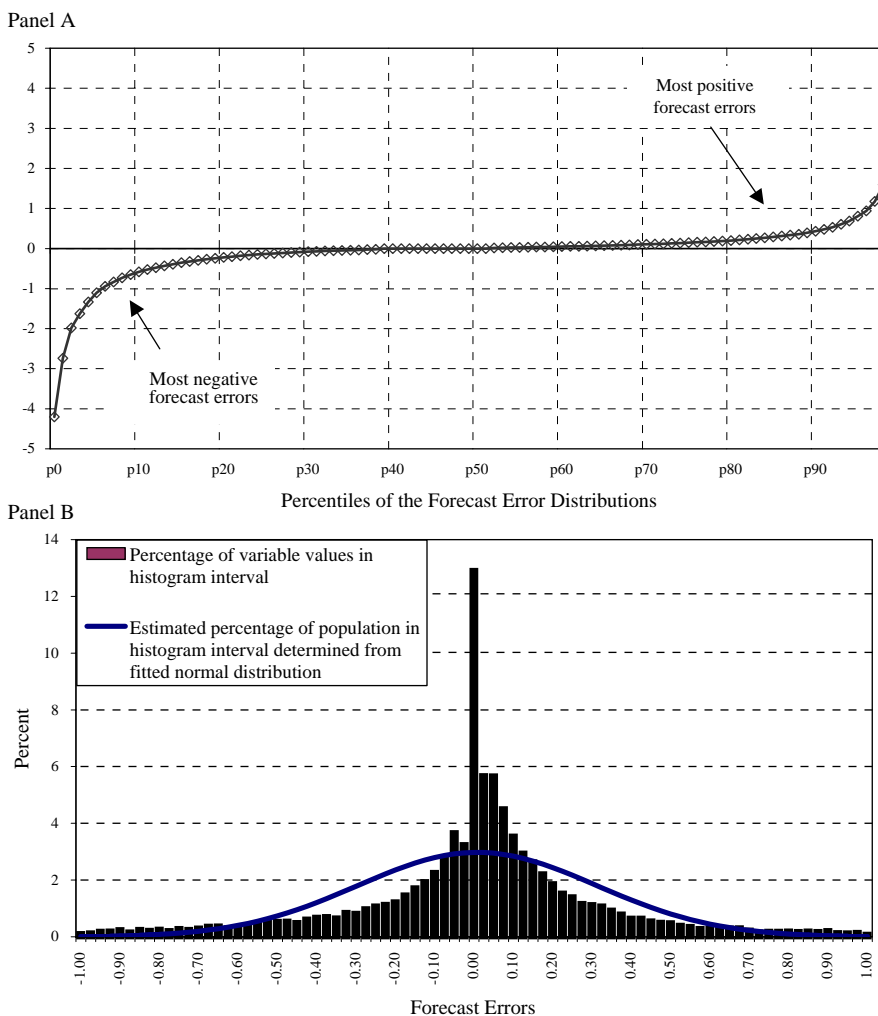 Panel A
5
4
3
2
1
0
-1
-2
-3
-4
-5
Most positive
forecast errors
Most negative
forecast errors
p0 p10 p20 p30 p40 p50 p60 p70 p80 p90
Percentiles of the Forecast Error Distributions
Panel B
14
12
10
8
6
4
2
0
Percent
Percentage of variable values in
histogram interval
Estimated percentage of population in
histogram interval determined from
fitted normal distribution
-1.00 -0.90 -0.80 -0.70 -0.60 -0.50 -0.40 -0.30 -0.20 -0.10 0.00 0.10 0.20 0.30 0.40 0.50 0.60 0.70 0.80 0.90 1.00
Forecast Errors